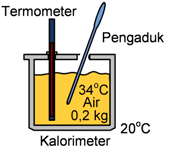 Termometer
Pengaduk
34°C
Air
0,2 kg
20°C
Kalorimeter